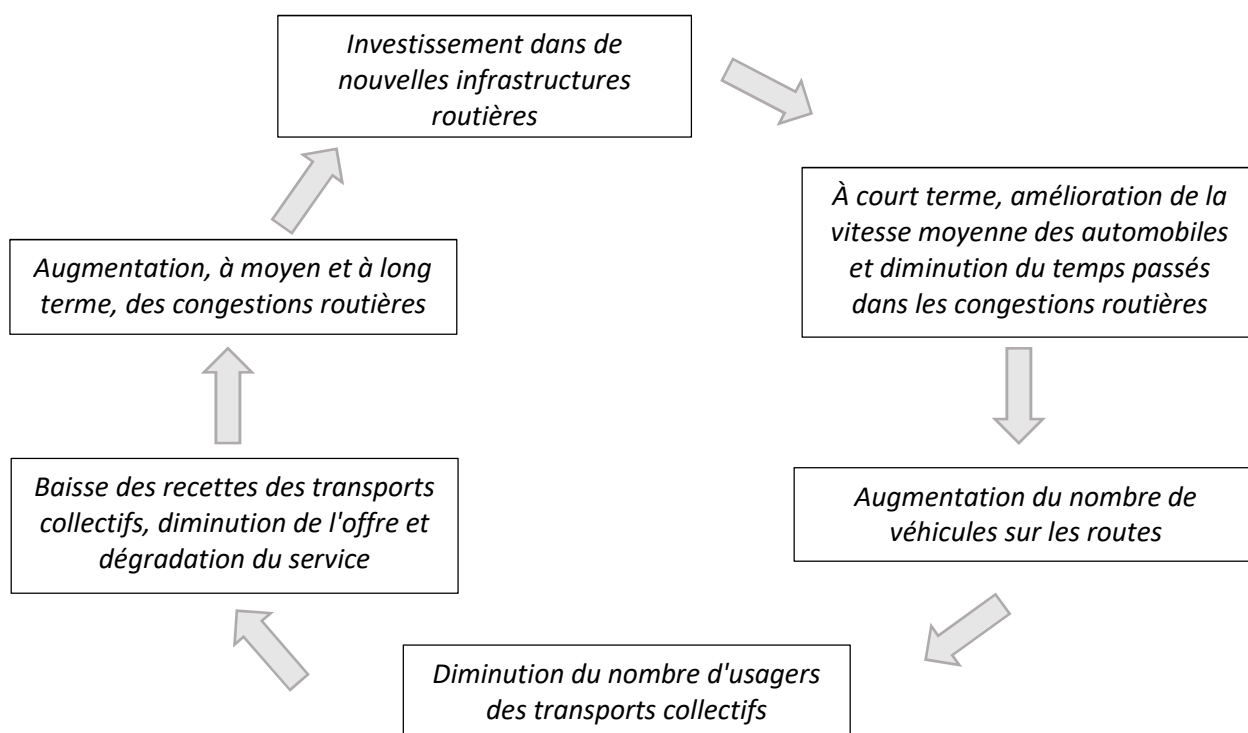 Investissement dans de
nouvelles infrastructures
routières
À court terme, amélioration de la
vitesse moyenne des automobiles
et diminution du temps passés
dans les congestions routières
Augmentation du nombre de
véhicules sur les routes
Diminution du nombre d'usagers
des transports collectifs
Baisse des recettes des transports
collectifs, diminution de l'offre et
dégradation du service
Augmentation, à moyen et à long
terme, des congestions routières